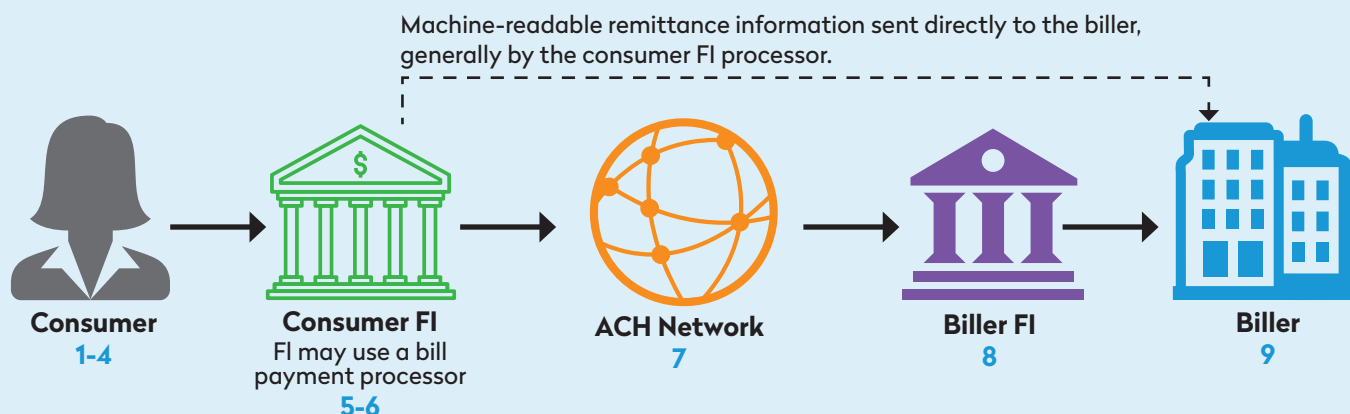 Machine-readable remittance information sent directly to the biller,
generally by the consumer FI processor.
$
Consumer
1-4
Consumer FI
FI may use a bill
payment processor
5-6
ACH Network
7
Biller FI
8
Biller
9